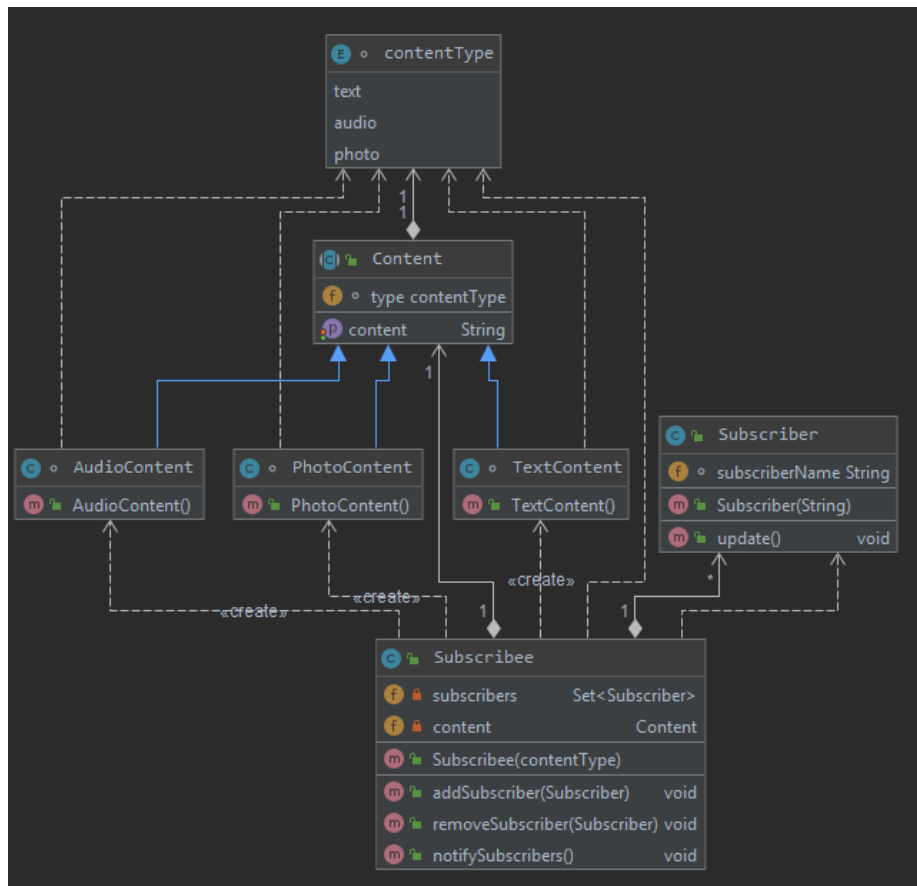 E contentType
text
audio
photo
1
1
C Content
f type contentType
p content String
1
C AudioContent
m AudioContent()
C PhotoContent
m PhotoContent()
C TextContent
m TextContent()
C Subscriber
f subscriberName String
m Subscriber(String)
m update() void
«create»
«create»
«create»
*
1
1
C Subscribee
f subscribers Set<Subscriber>
f content Content
m Subscribee(contentType)
m addSubscriber(Subscriber) void
m removeSubscriber(Subscriber) void
m notifySubscribers() void